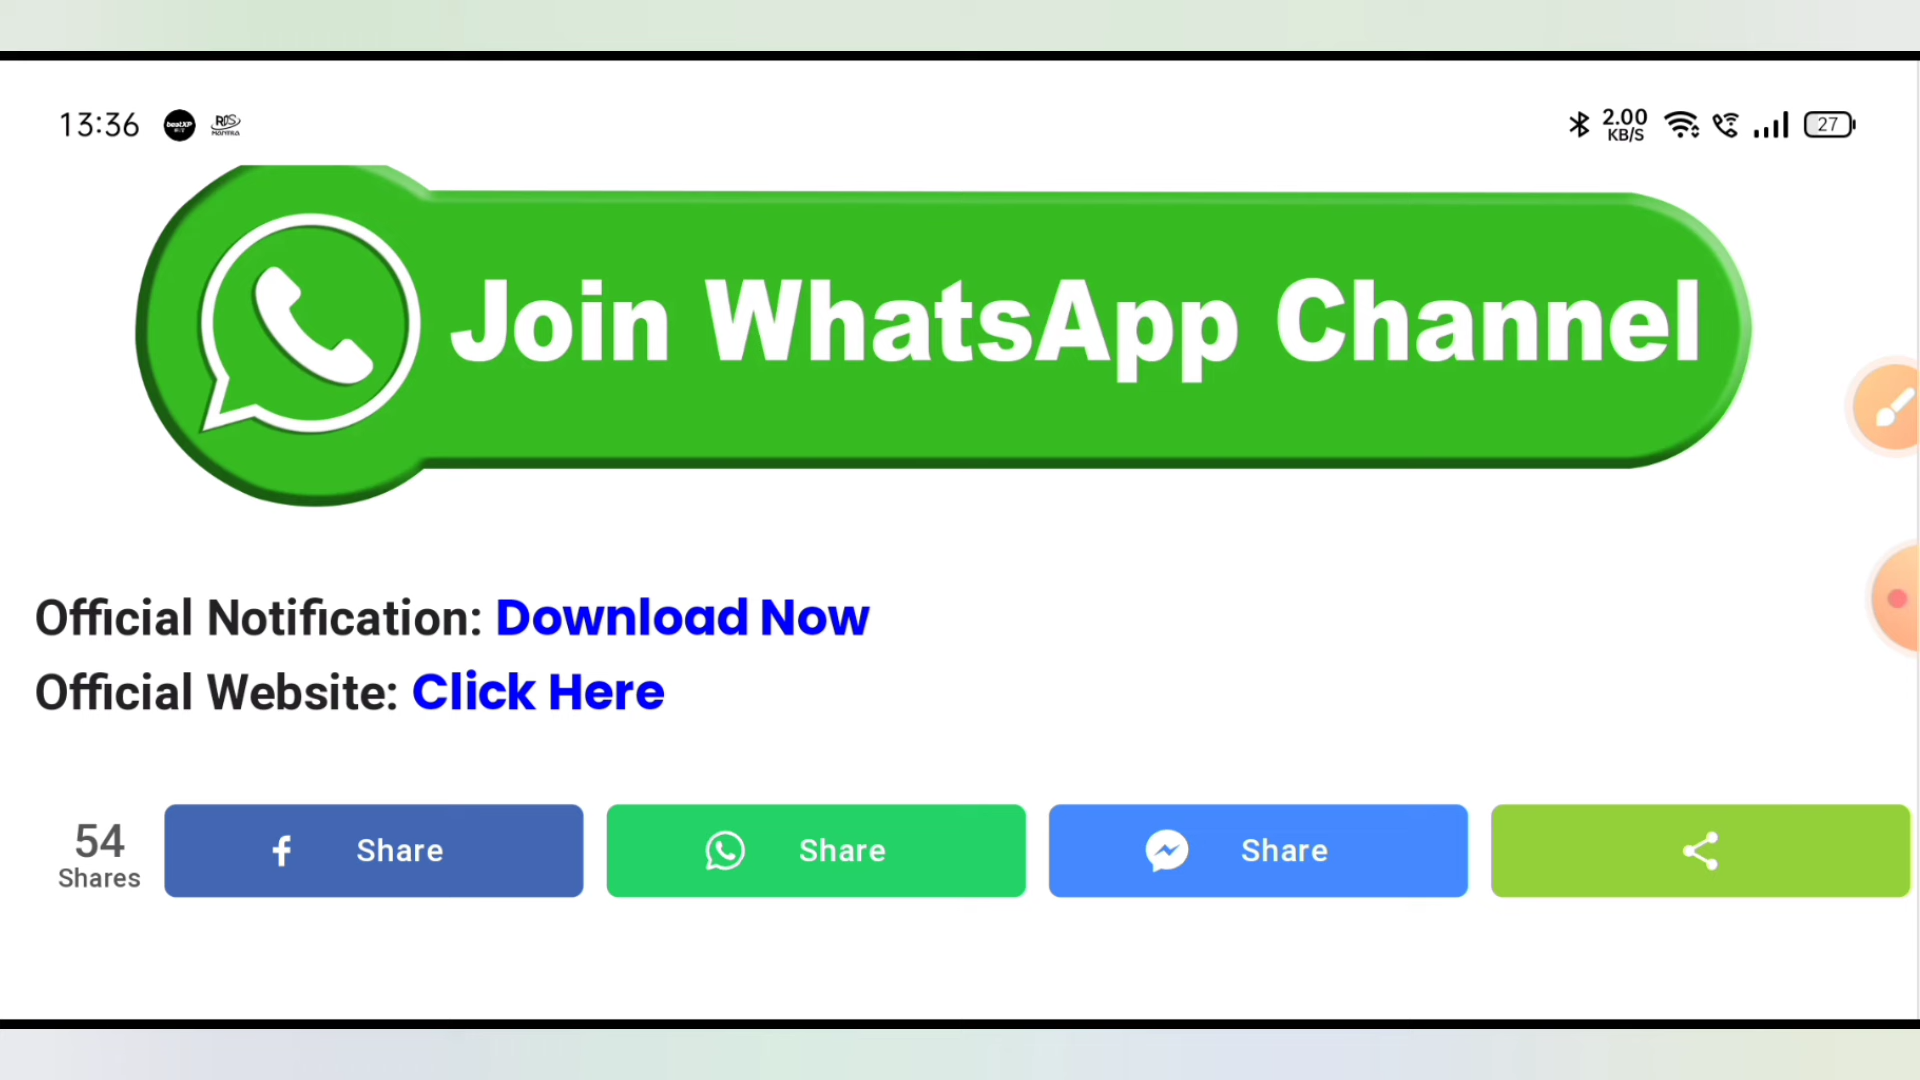 13:36
2.00
KB/S
27
Join WhatsApp Channel
Official Notification: Download Now
Official Website: Click Here
54
Shares
Share
Share
Share